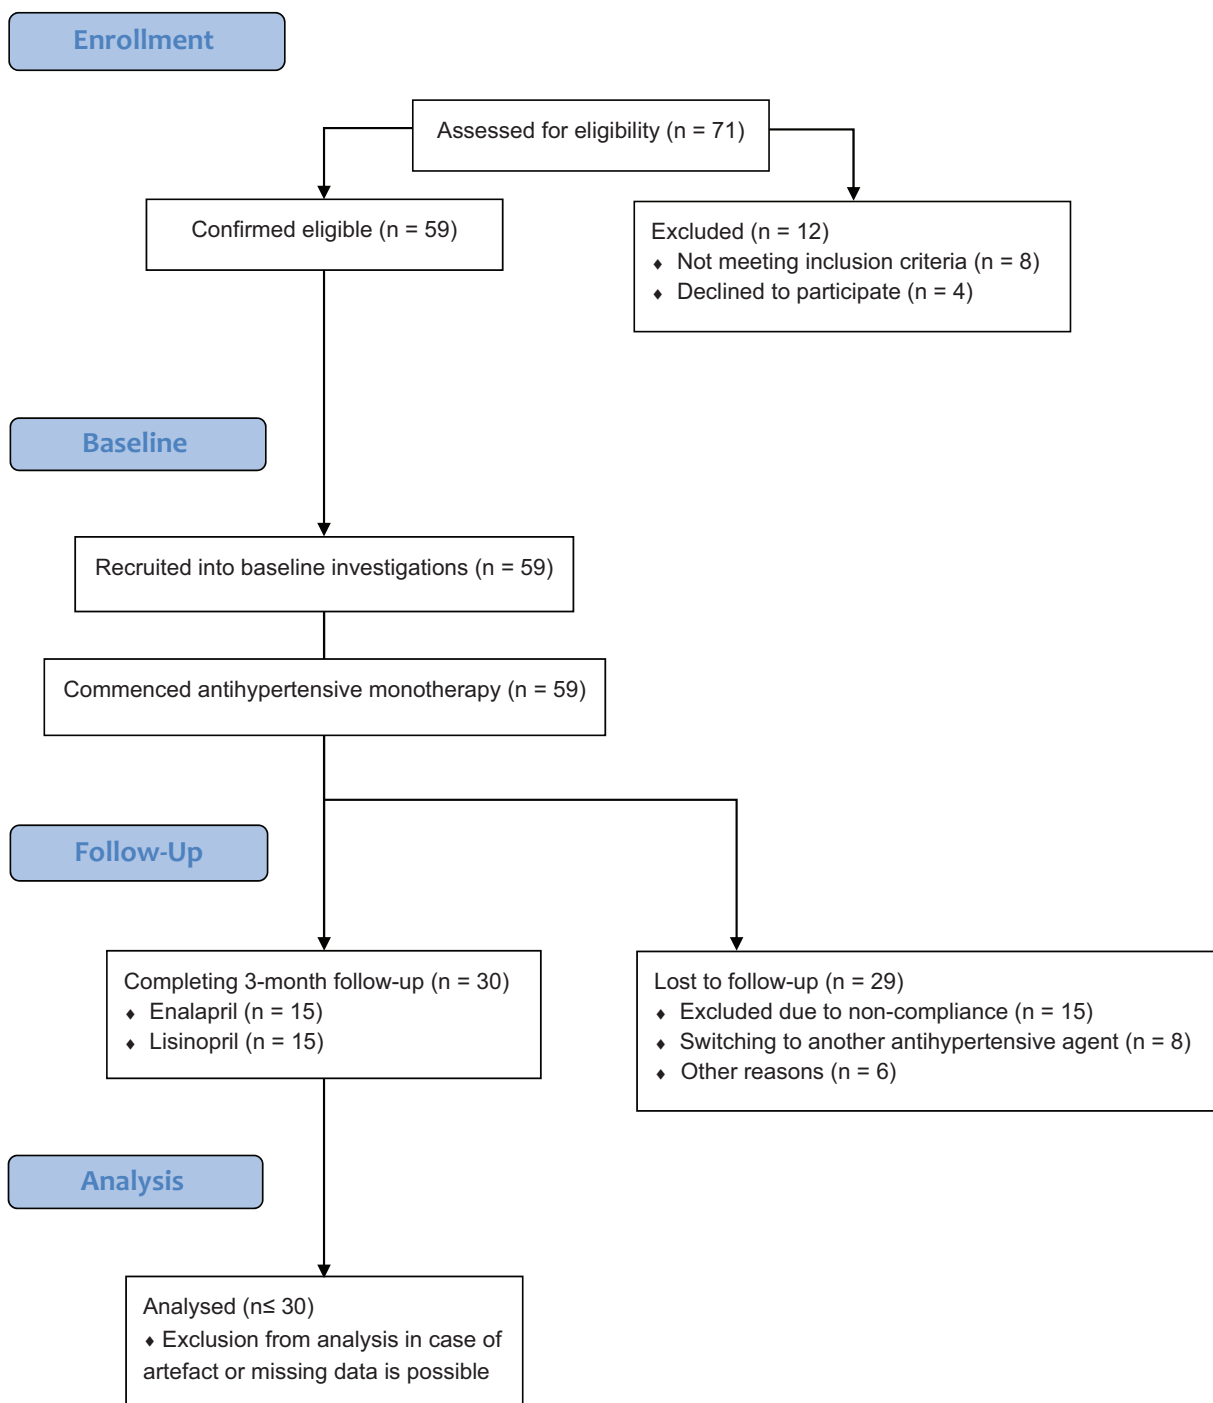 Enrollment
Assessed for eligibility (n = 71)
Confirmed eligible (n = 59)
Excluded (n = 12)
♦ Not meeting inclusion criteria (n = 8)
♦ Declined to participate (n = 4)
Baseline
Recruited into baseline investigations (n = 59)
Commenced antihypertensive monotherapy (n = 59)
Follow-Up
Completing 3-month follow-up (n = 30)
♦ Enalapril (n = 15)
♦ Lisinopril (n = 15)
Lost to follow-up (n = 29)
♦ Excluded due to non-compliance (n = 15)
♦ Switching to another antihypertensive agent (n = 8)
♦ Other reasons (n = 6)
Analysis
Analysed (n≤ 30)
♦ Exclusion from analysis in case of
artefact or missing data is possible